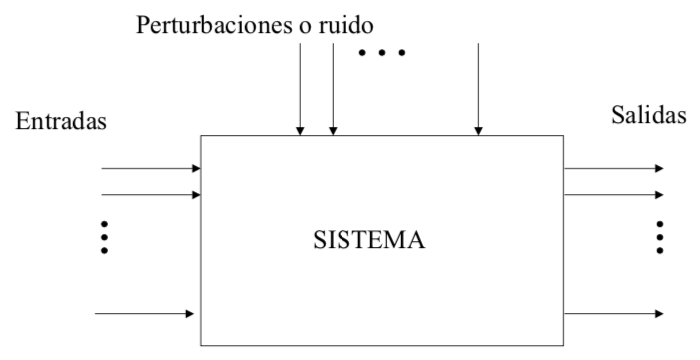 Perturbaciones o ruido
Entradas
Salidas
SISTEMA